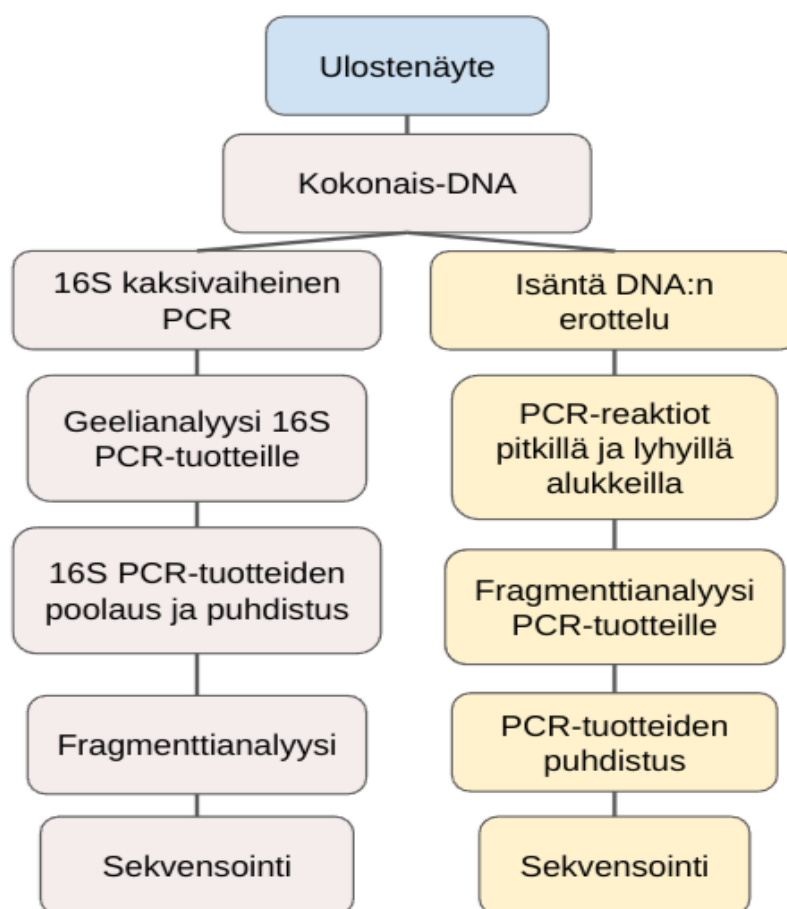 Ulostenäyte
Kokonais-DNA
16S kaksivaiheinen
PCR
Geelianalyysi 16S
PCR-tuotteille
16S PCR-tuotteiden
poolaus ja puhdistus
Fragmenttianalyysi
Sekvensointi
Isäntä DNA:n
erottelu
PCR-reaktiot
pitkillä ja lyhyillä
alukkeilla
Fragmenttianalyysi
PCR-tuotteille
PCR-tuotteiden
puhdistus
Sekvensointi